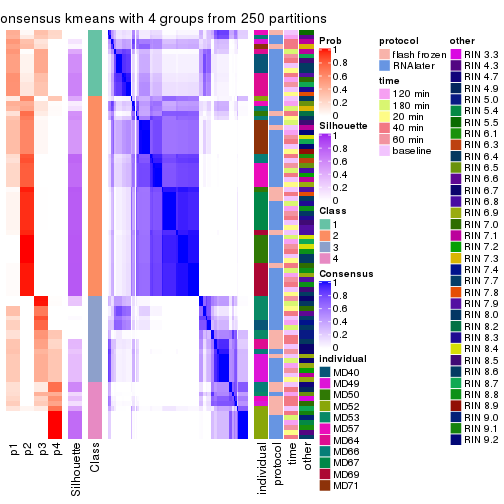 onsensus kmeans with 4 groups from 250 partitions
p1
p2
p3
p4
Silhouette
Class
individual
protocol
time
other
Prob
1
0.8
0.6
0.4
0.2
0
Silhouette
1
0.8
0.6
0.4
0.2
0
Class
1
2
3
4
Consensus
1
0.8
0.6
0.4
0.2
0
individual
MD40
MD49
MD50
MD52
MD53
MD57
MD64
MD66
MD67
MD69
MD71
protocol
flash frozen
RNAlater
time
120 min
180 min
20 min
40 min
60 min
baseline
other
RIN 3.3
RIN 4.3
RIN 4.7
RIN 4.9
RIN 5.0
RIN 5.4
RIN 5.5
RIN 6.1
RIN 6.3
RIN 6.4
RIN 6.5
RIN 6.6
RIN 6.7
RIN 6.8
RIN 6.9
RIN 7.0
RIN 7.1
RIN 7.2
RIN 7.3
RIN 7.4
RIN 7.7
RIN 7.8
RIN 7.9
RIN 8.0
RIN 8.2
RIN 8.3
RIN 8.4
RIN 8.5
RIN 8.6
RIN 8.7
RIN 8.8
RIN 8.9
RIN 9.0
RIN 9.1
RIN 9.2